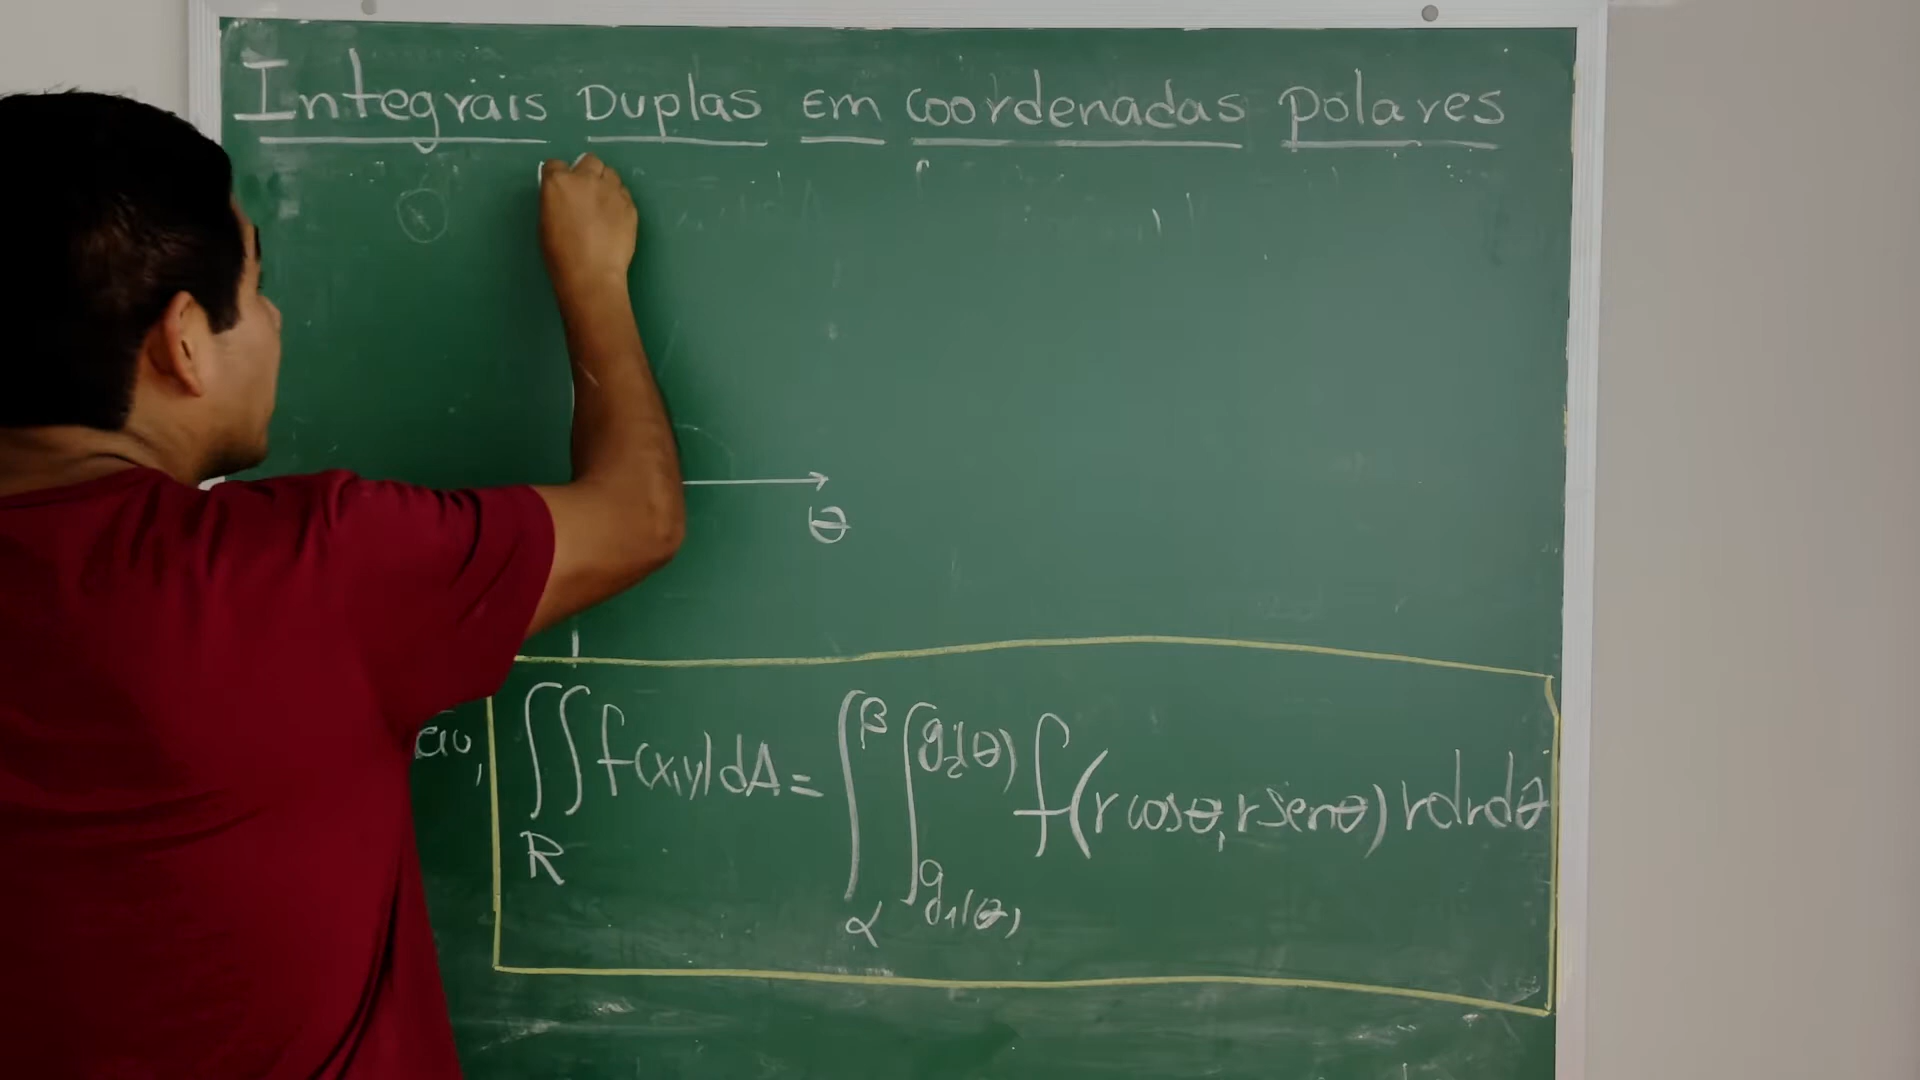 Integrais Duplas em coordenadas polares
θ
∫∫ f(x,y)dA = ∫ ∫ f(r cosθ, r senθ) r dr dθ
R α β g₁(θ) g₂(θ)